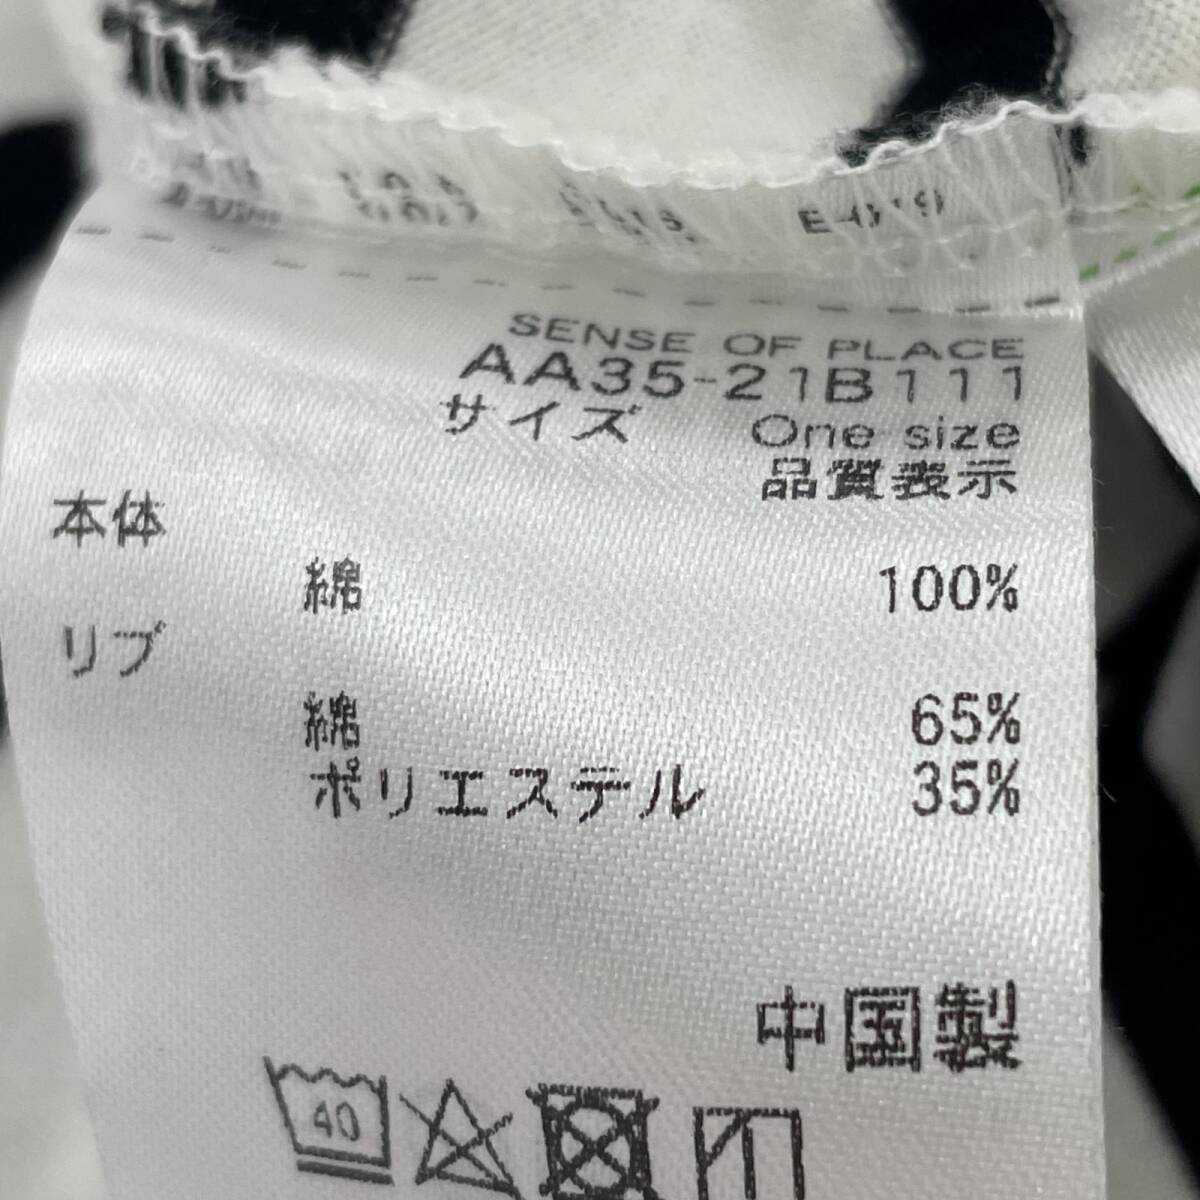 SENSE OF PLACE
AA35-21B111
サイズ One size
品質表示
本体
綿 100%
リブ
綿 65%
ポリエステル 35%
中国製
40